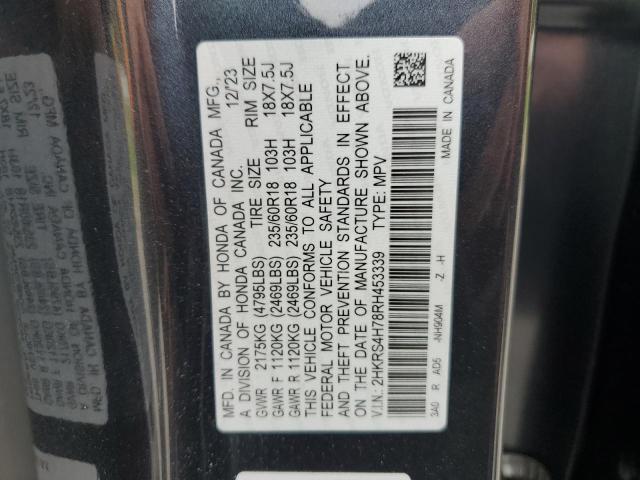 MFD. IN CANADA BY HONDA OF CANADA MFG.,
A DIVISION OF HONDA CANADA INC. 12/23
GVWR 2175KG (4795LBS) TIRE SIZE RIM SIZE
GAWR F 1120KG (2469LBS) 235/60R18 103H 18X7.5J
GAWR R 1120KG (2469LBS) 235/60R18 103H 18X7.5J
THIS VEHICLE CONFORMS TO ALL APPLICABLE
FEDERAL MOTOR VEHICLE SAFETY
AND THEFT PREVENTION STANDARDS IN EFFECT
ON THE DATE OF MANUFACTURE SHOWN ABOVE.
V.I.N.: 2HKRS4H78RH453339 TYPE: MPV
3A0 R AD5 -NH904M -Z -H
MADE IN CANADA